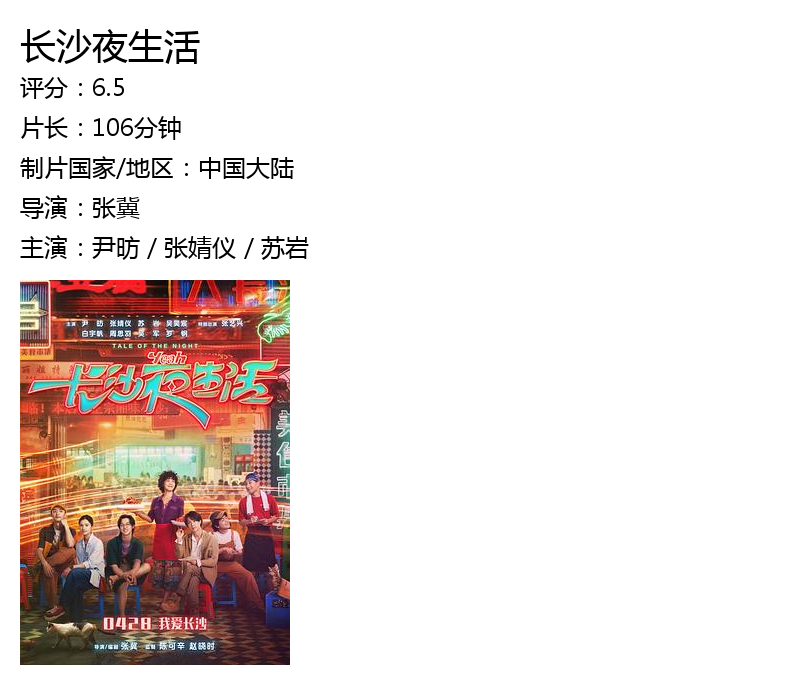 长沙夜生活
评分：6.5
片长：106分钟
制片国家/地区：中国大陆
导演：张冀
主演：尹昉 / 张婧仪 / 苏岩
主演 尹 昉 张婧仪 苏 岩 吴昊宸 特别出演 张艺兴
白宇帆 周思羽 吴 军 罗 钢
TALE OF THE NIGHT
Yeah
长沙夜生活
0428 我爱长沙
导演/编剧 张冀 监制 陈可辛 赵晓时